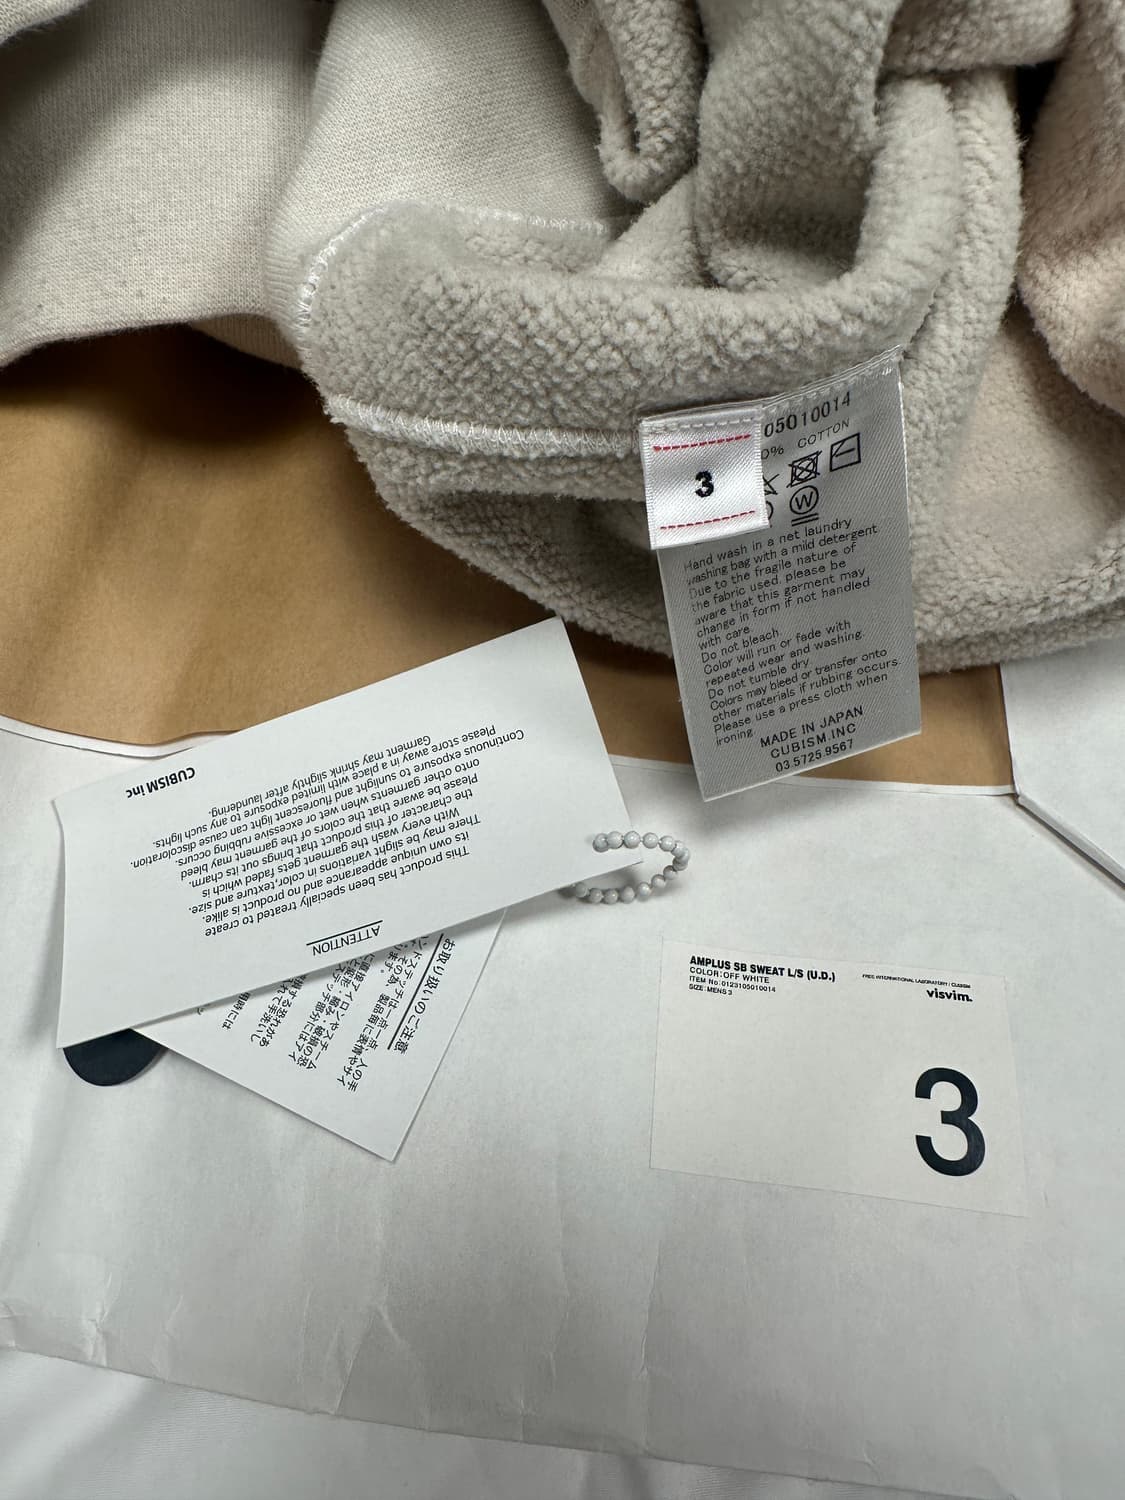 05010014
0% COTTON
3
W
Hand wash in a net laundry
washing bag with a mild detergent
Due to the fragile nature of
the fabric used, please be
aware that this garment may
change in form if not handled
with care.
Do not bleach.
Color will run or fade with
repeated wear and washing.
Do not tumble dry
Colors may bleed or transfer onto
other materials if rubbing occurs.
Please use a press cloth when
ironing.
MADE IN JAPAN
CUBISM.INC
03.5725.9567
ATTENTION
This product has been specially treated to create
its own unique appearance and no product is alike.
There may be slight variations in color,texture and size.
With every wash the garment gets faded which is
the character of this product that brings out its charm.
Please be aware that the colors of the garment may bleed
onto other garments when wet or excessive rubbing occurs.
Continuous exposure to sunlight and fluorescent light can cause discoloration.
Please store away in a place with limited exposure to any such lights.
Garment may shrink slightly after laundering.
CUBISM inc
お取り扱いのご注意
AMPLUS SB SWEAT L/S (U.D.)
COLOR:OFF WHITE
ITEM No.0123105010014
SIZE:MENS 3
FREE INTERNATIONAL LABORATORY / CUBISM
visvim.
3